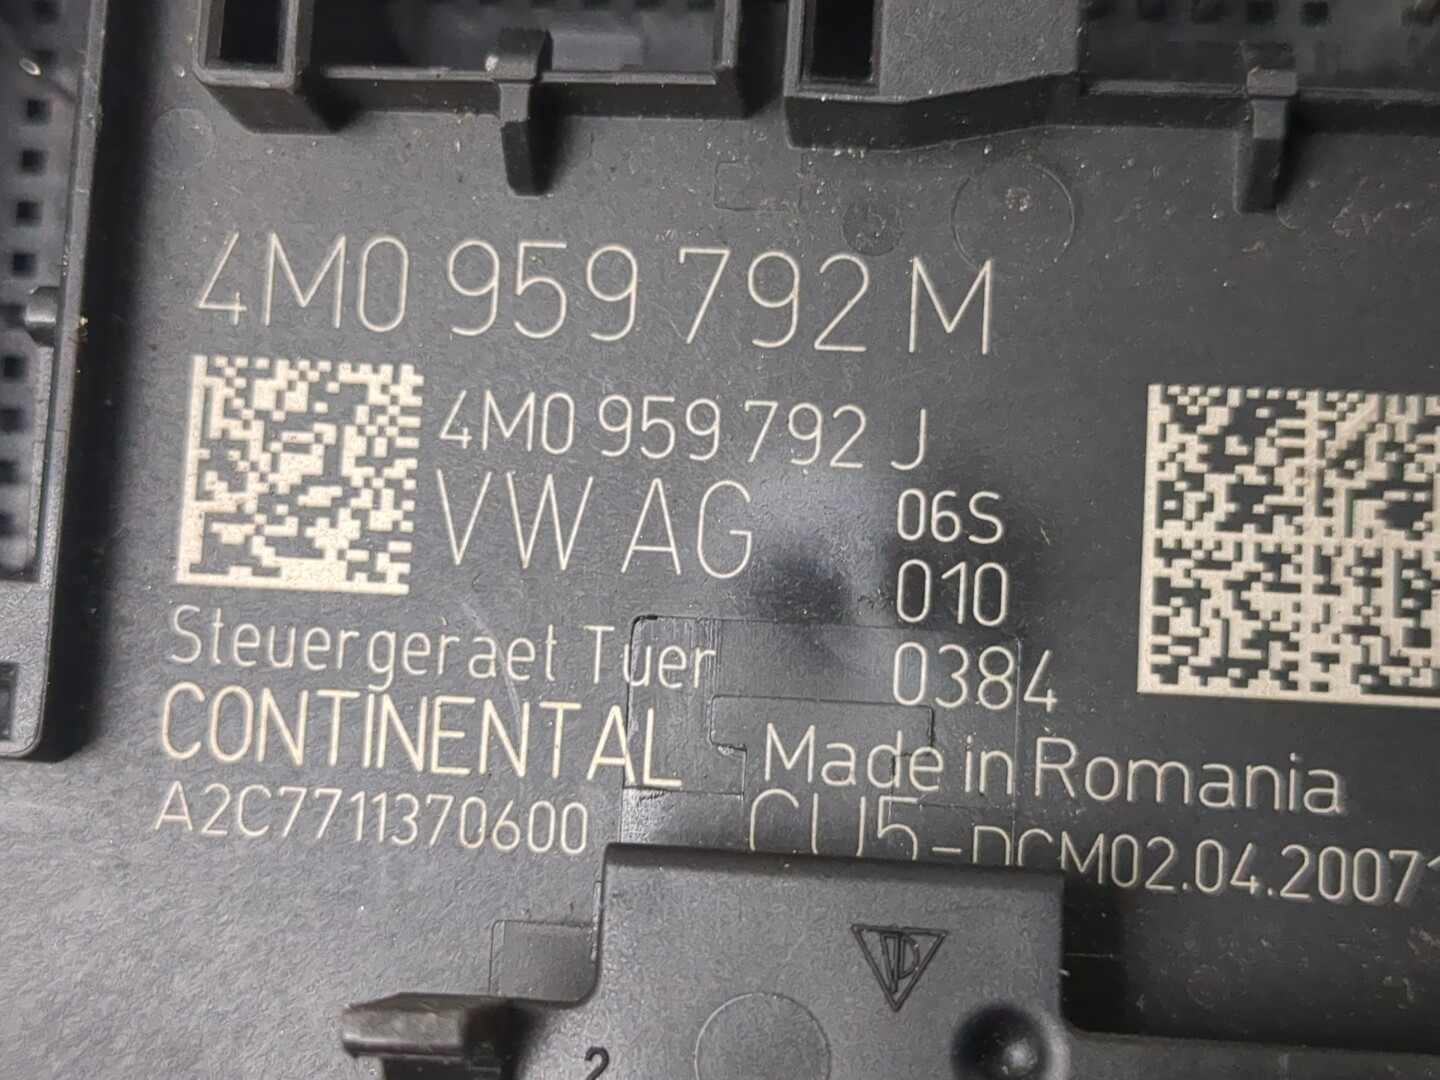 4M0 959 792 M
4M0 959 792 J
VW AG
06S
010
0384
Steuergeraet Tuer
CONTINENTAL
A2C7711370600
Made in Romania
CU5-DCM02.04.20071
2